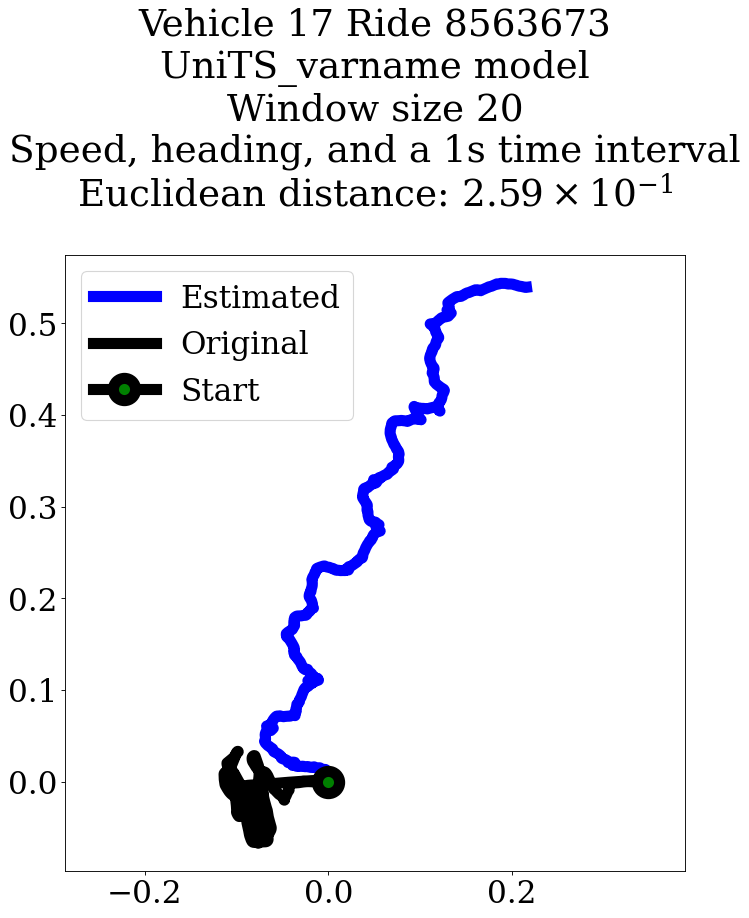 Vehicle 17 Ride 8563673
UniTS_varname model
Window size 20
Speed, heading, and a 1s time interval
Euclidean distance: 2.59 × 10⁻¹
Estimated
Original
Start
0.5
0.4
0.3
0.2
0.1
0.0
−0.2 0.0 0.2